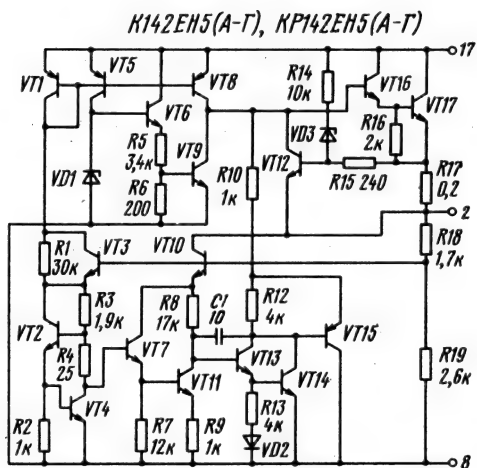 К142ЕН5(А-Г), КР142ЕН5(А-Г)
17
VT1
VT5
VT8
R14
10к
VT16
VT17
VT6
R16
2к
R5
3,4к
VT9
VD3
VT12
R10
1к
VD1
R6
200
R15 240
R17
0,2
2
R1
30к
VT3
VT10
R18
1,7к
R3
1,9к
R8
17к
C1
10
R12
4к
VT2
VT7
VT15
R4
25
VT13
R19
2,6к
VT11
VT14
VT4
R13
4к
R2
1к
R7
12к
R9
1к
VD2
8